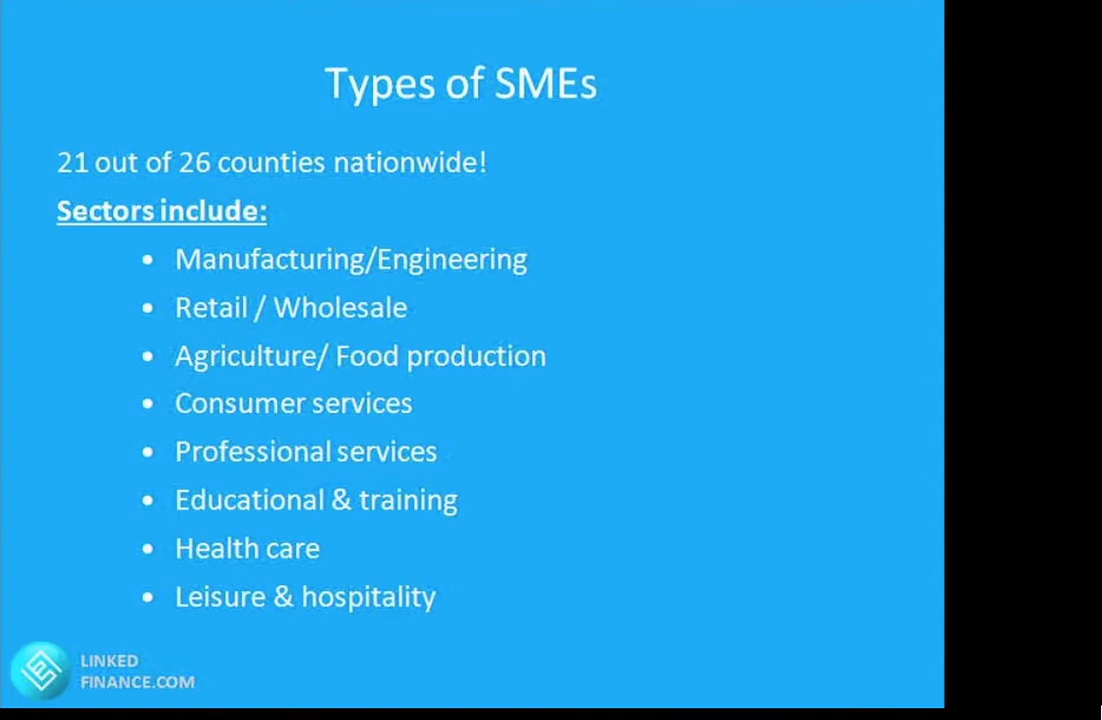 Types of SMEs
21 out of 26 counties nationwide!
Sectors include:
• Manufacturing/Engineering
• Retail / Wholesale
• Agriculture/ Food production
• Consumer services
• Professional services
• Educational & training
• Health care
• Leisure & hospitality
LINKED
FINANCE.COM